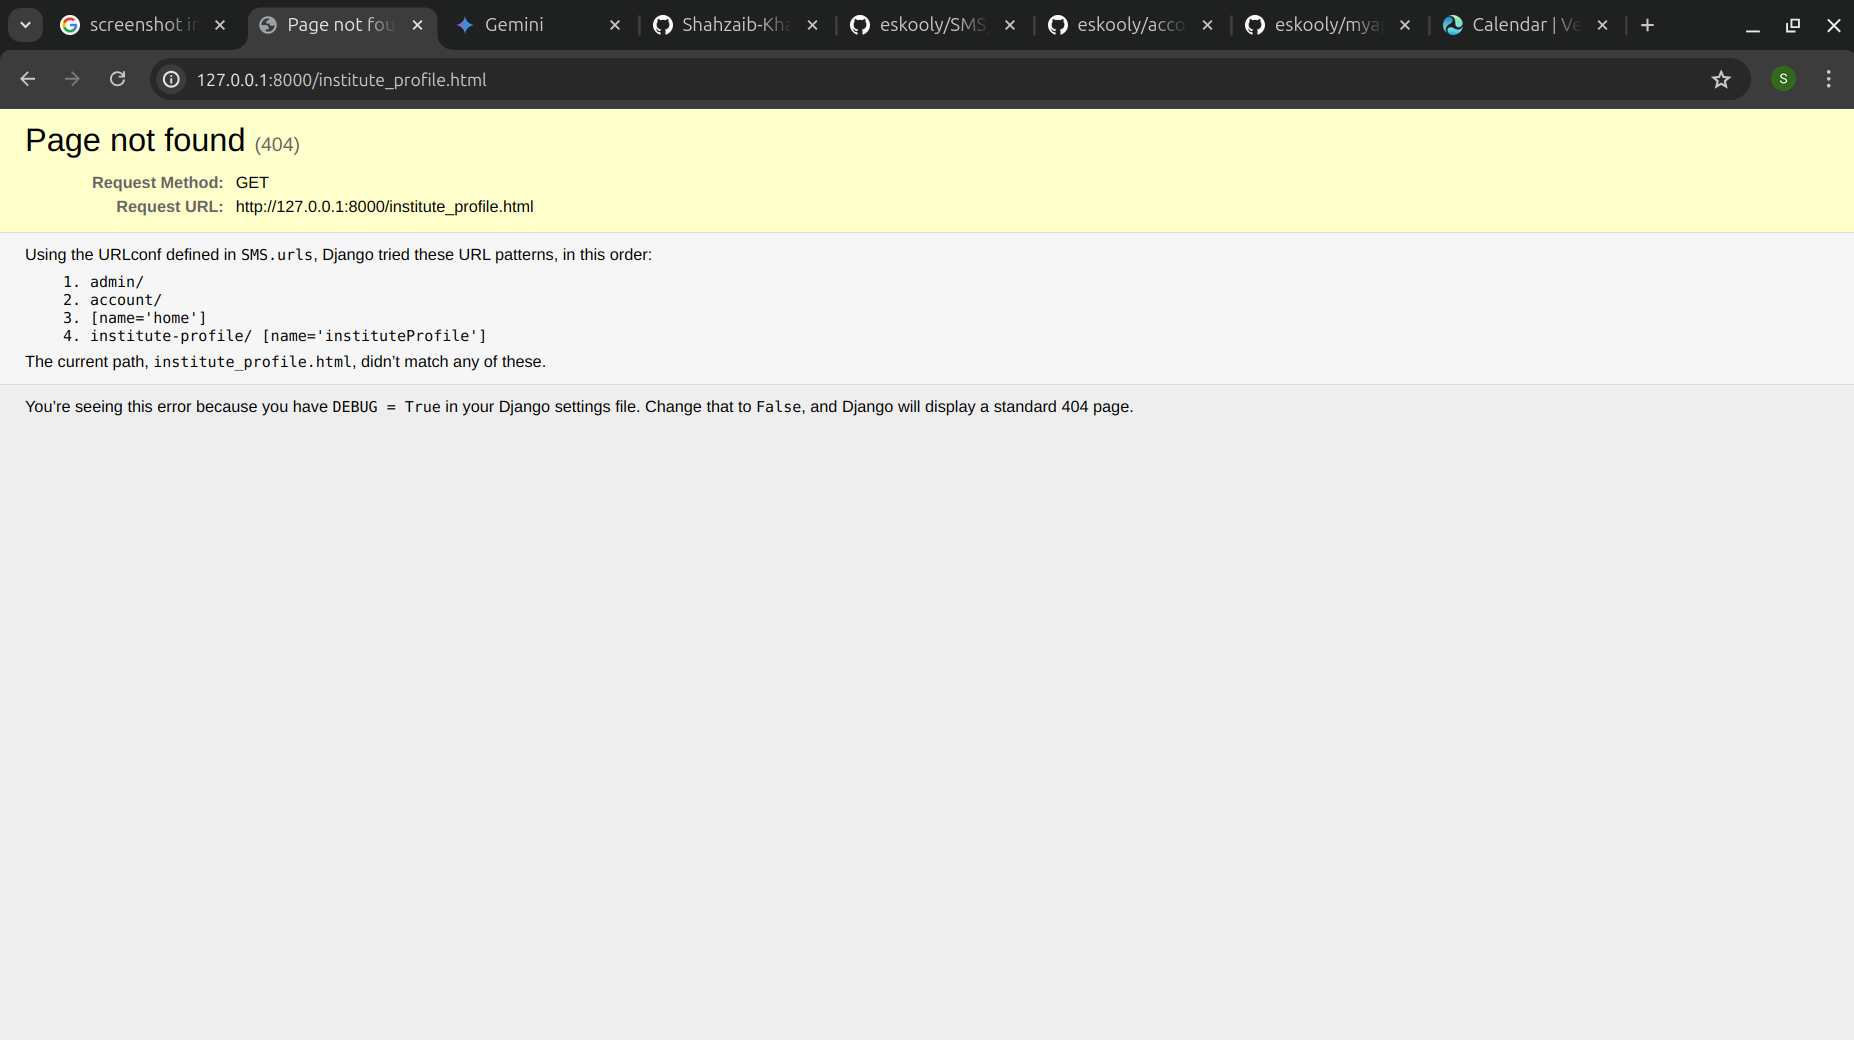 screenshot in
Page not fou
Gemini
Shahzaib-Kha
eskooly/SMS
eskooly/acco
eskooly/mya
Calendar | Ve
127.0.0.1:8000/institute_profile.html
S
Page not found (404)
Request Method: GET
Request URL: http://127.0.0.1:8000/institute_profile.html
Using the URLconf defined in SMS.urls, Django tried these URL patterns, in this order:
1. admin/
2. account/
3. [name='home']
4. institute-profile/ [name='instituteProfile']
The current path, institute_profile.html, didn’t match any of these.
You’re seeing this error because you have DEBUG = True in your Django settings file. Change that to False, and Django will display a standard 404 page.